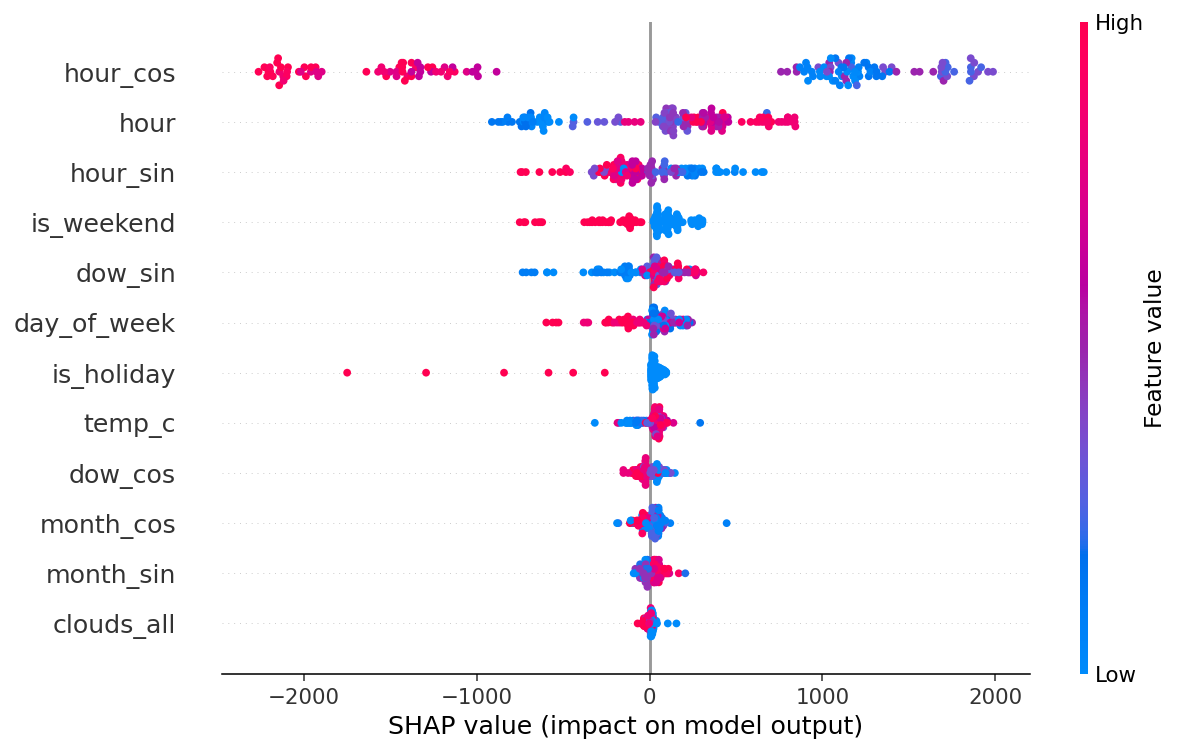 High
hour_cos
hour
hour_sin
is_weekend
dow_sin
day_of_week
is_holiday
temp_c
dow_cos
month_cos
month_sin
clouds_all
Feature value
Low
−2000 −1000 0 1000 2000
SHAP value (impact on model output)